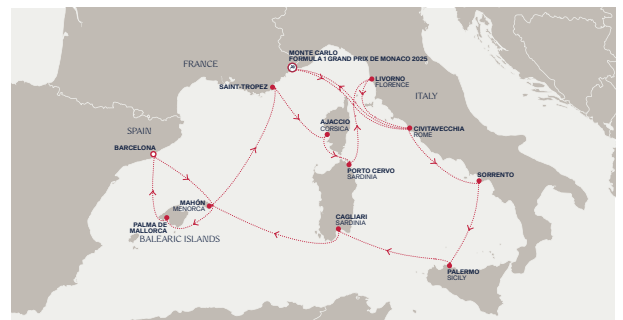 MONTE CARLO
FORMULA 1 GRAND PRIX DE MONACO 2025
FRANCE
LIVORNO
FLORENCE
SAINT-TROPEZ
ITALY
AJACCIO
CORSICA
CIVITAVECCHIA
ROME
SPAIN
BARCELONA
PORTO CERVO
SARDINIA
SORRENTO
MAHÓN
MENORCA
PALMA DE
MALLORCA
BALEARIC ISLANDS
CAGLIARI
SARDINIA
PALERMO
SICILY